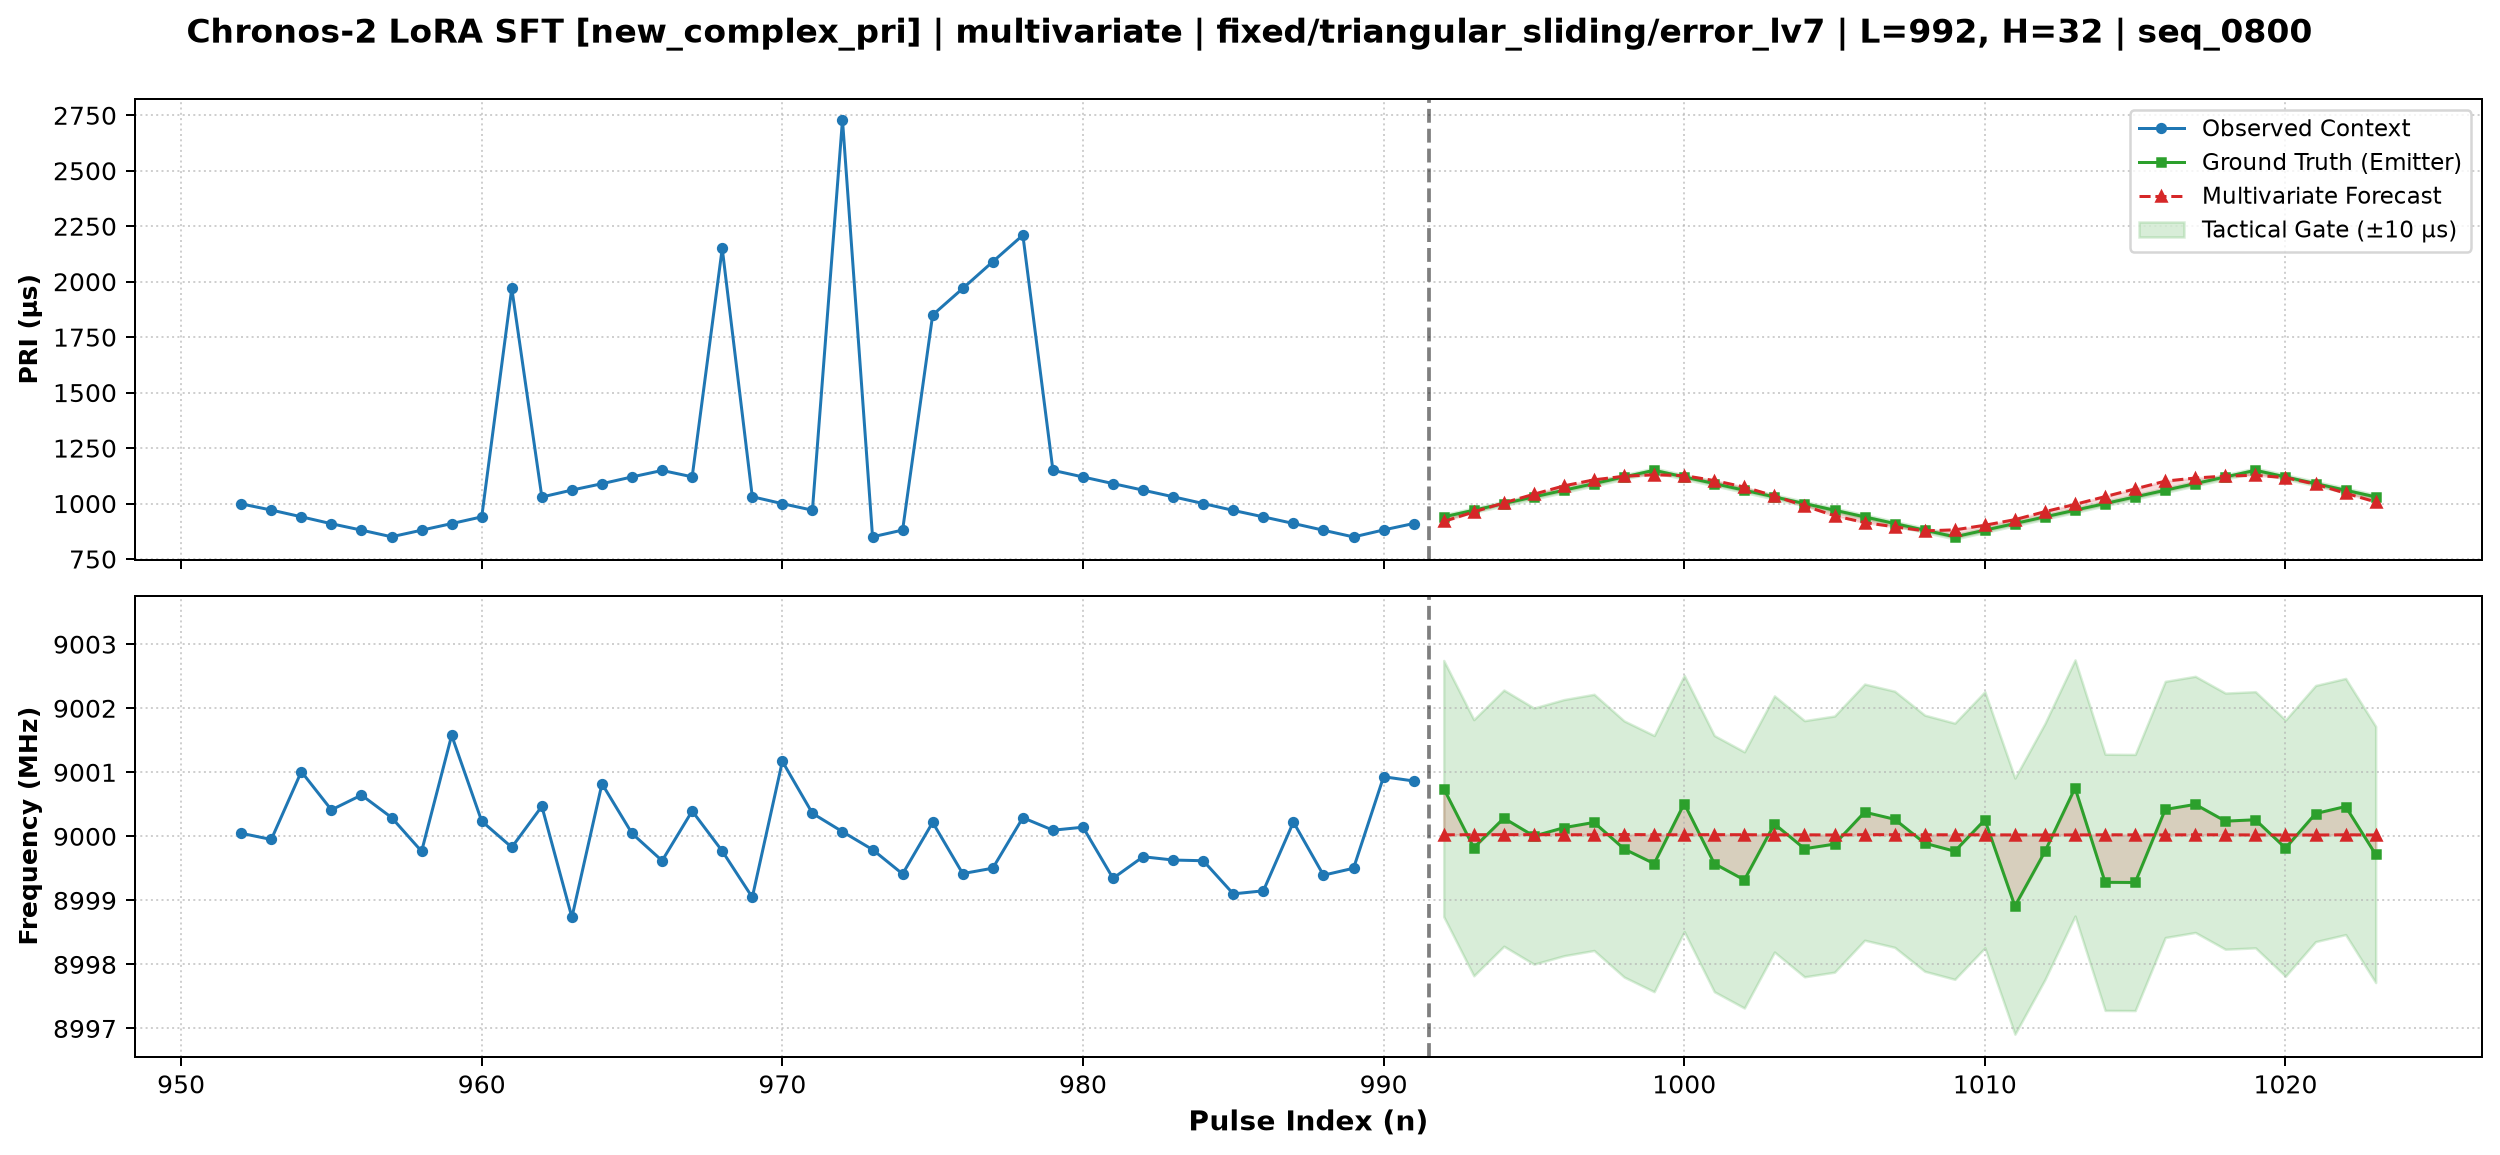 Chronos-2 LoRA SFT [new_complex_pri] | multivariate | fixed/triangular_sliding/error_lv7 | L=992, H=32 | seq_0800
2750
2500
2250
2000
1750
1500
1250
1000
750
PRI (µs)
Observed Context
Ground Truth (Emitter)
Multivariate Forecast
Tactical Gate (±10 µs)
9003
9002
9001
9000
8999
8998
8997
Frequency (MHz)
950 960 970 980 990 1000 1010 1020
Pulse Index (n)